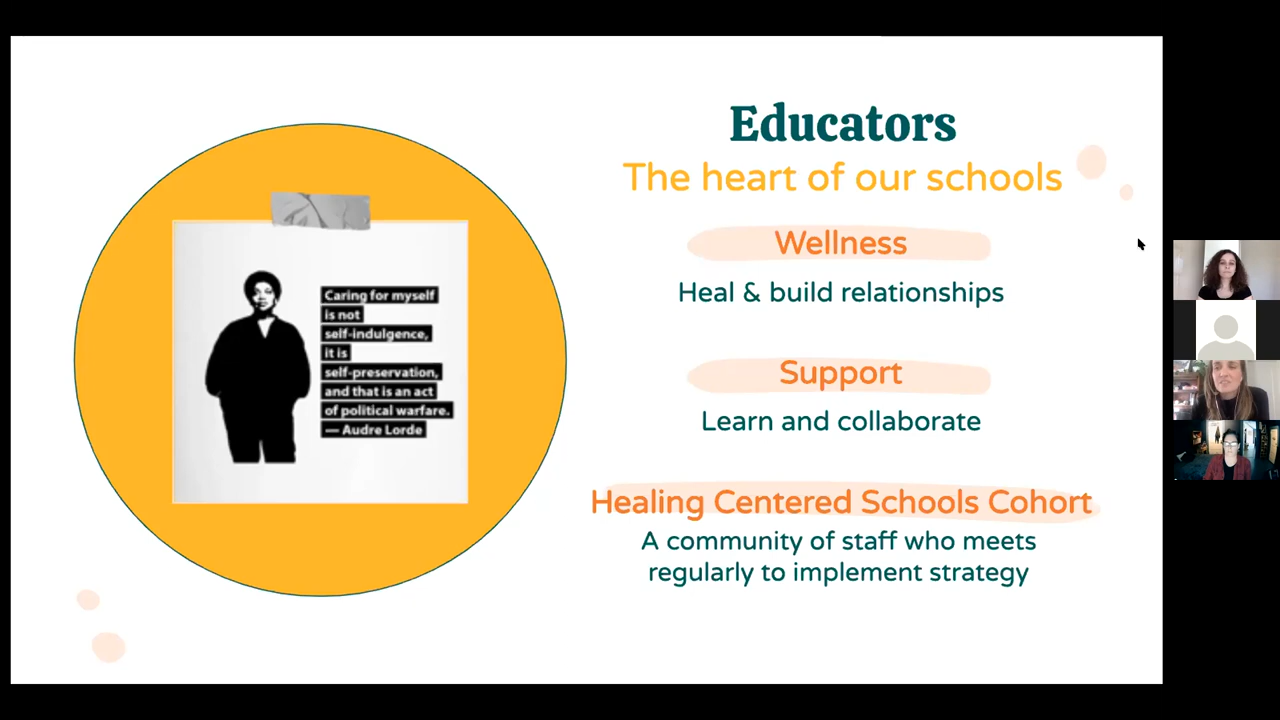 Educators
The heart of our schools
Wellness
Heal & build relationships
Support
Learn and collaborate
Healing Centered Schools Cohort
A community of staff who meets
regularly to implement strategy
Caring for myself
is not
self-indulgence,
it is
self-preservation,
and that is an act
of political warfare.
— Audre Lorde